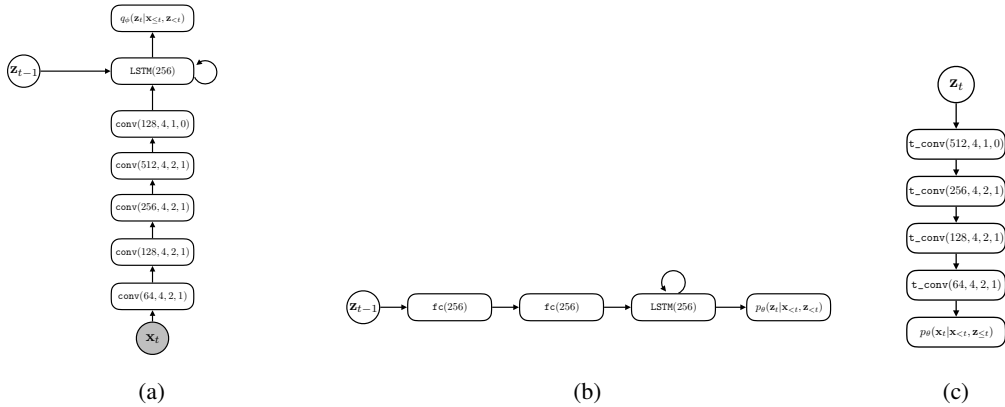 q_ϕ(z_t|x_≤t, z_<t)
z_{t−1}
LSTM(256)
conv(128, 4, 1, 0)
conv(512, 4, 2, 1)
conv(256, 4, 2, 1)
conv(128, 4, 2, 1)
conv(64, 4, 2, 1)
x_t
(a)
z_{t−1}
fc(256)
fc(256)
LSTM(256)
p_θ(z_t|x_<t, z_<t)
(b)
z_t
t_conv(512, 4, 1, 0)
t_conv(256, 4, 2, 1)
t_conv(128, 4, 2, 1)
t_conv(64, 4, 2, 1)
p_θ(x_t|x_<t, z_≤t)
(c)